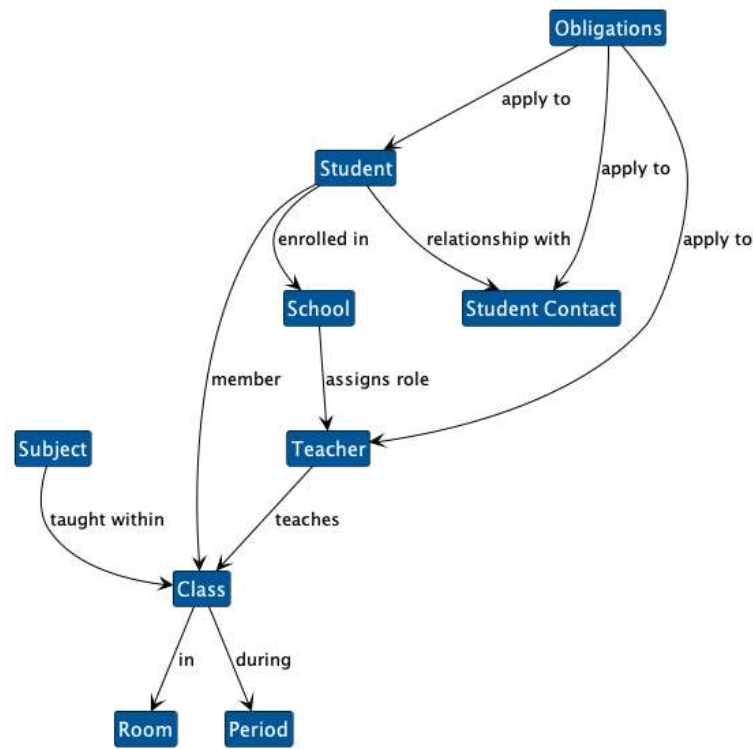 Obligations
apply to
Student
apply to
enrolled in
relationship with
apply to
School
Student Contact
member
assigns role
Subject
Teacher
taught within
teaches
Class
in
during
Room
Period